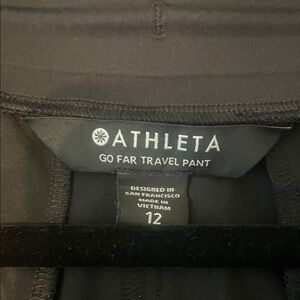 ATHLETA
GO FAR TRAVEL PANT
DESIGNED IN
SAN FRANCISCO
MADE IN
VIETNAM
12